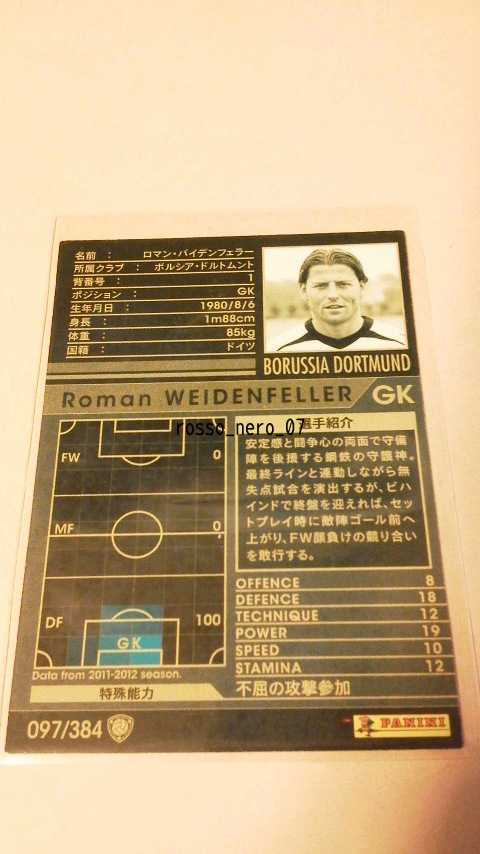 名前 : ロマン・バイデンフェラー
所属クラブ : ボルシア・ドルトムント
背番号 : 1
ポジション : GK
生年月日 : 1980/8/6
身長 : 1m88cm
体重 : 85kg
国籍 : ドイツ
BORUSSIA DORTMUND
Roman WEIDENFELLER GK
rosso_nero_07
FW 0
MF 0
DF 100
GK
Data from 2011-2012 season.
選手紹介
安定感と闘争心の両面で守備
陣を後援する鋼鉄の守護神。
最終ラインと連動しながら無
失点試合を演出するが、ビハ
インドで終盤を迎えれば、セッ
トプレイ時に敵陣ゴール前へ
上がり、FW顔負けの競り合い
を敢行する。
OFFENCE 8
DEFENCE 18
TECHNIQUE 12
POWER 19
SPEED 10
STAMINA 12
特殊能力 不屈の攻撃参加
097/384
PANINI